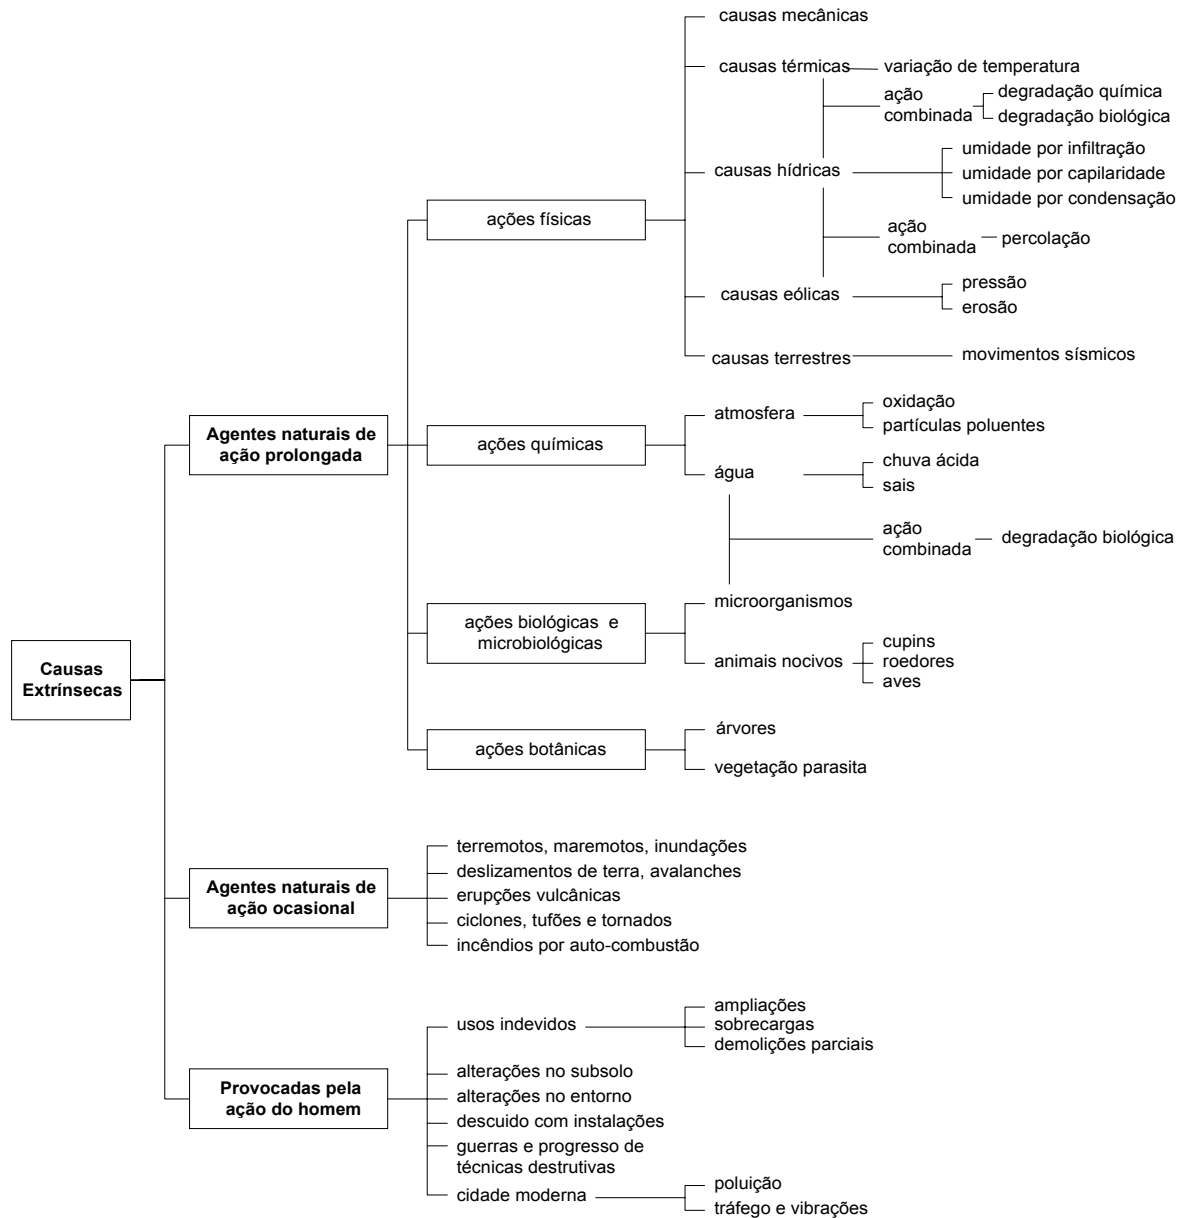 causas mecânicas
causas térmicas
variação de temperatura
ação
combinada
degradação química
degradação biológica
causas hídricas
umidade por infiltração
umidade por capilaridade
umidade por condensação
ações físicas
ação
combinada
percolação
causas eólicas
pressão
erosão
causas terrestres
movimentos sísmicos
Agentes naturais de
ação prolongada
ações químicas
atmosfera
oxidação
partículas poluentes
água
chuva ácida
sais
ação
combinada
degradação biológica
ações biológicas e
microbiológicas
microorganismos
animais nocivos
cupins
roedores
aves
Causas
Extrínsecas
ações botânicas
árvores
vegetação parasita
Agentes naturais de
ação ocasional
terremotos, maremotos, inundações
deslizamentos de terra, avalanches
erupções vulcânicas
ciclones, tufões e tornados
incêndios por auto-combustão
Provocadas pela
ação do homem
usos indevidos
ampliações
sobrecargas
demolições parciais
alterações no subsolo
alterações no entorno
descuido com instalações
guerras e progresso de
técnicas destrutivas
cidade moderna
poluição
tráfego e vibrações